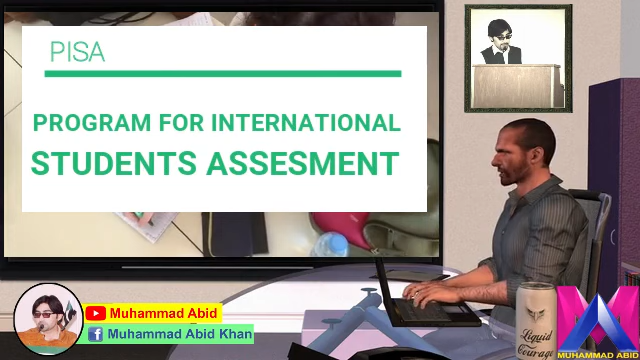 PISA
PROGRAM FOR INTERNATIONAL
STUDENTS ASSESMENT
Muhammad Abid
Muhammad Abid Khan
Liquid
Courage
MUHAMMAD ABID